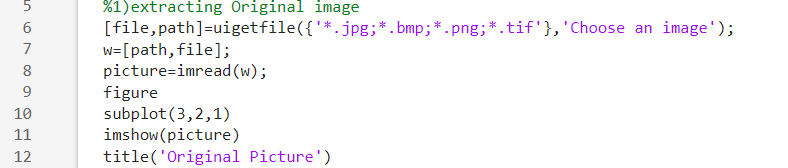 5 %1)extracting Original image
6 [file,path]=uigetfile({'*.jpg;*.bmp;*.png;*.tif'},'Choose an image');
7 w=[path,file];
8 picture=imread(w);
9 figure
10 subplot(3,2,1)
11 imshow(picture)
12 title('Original Picture')